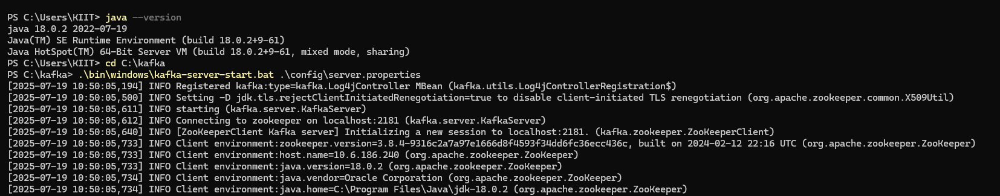 PS C:\Users\KIIT> java --version
java 18.0.2 2022-07-19
Java(TM) SE Runtime Environment (build 18.0.2+9-61)
Java HotSpot(TM) 64-Bit Server VM (build 18.0.2+9-61, mixed mode, sharing)
PS C:\Users\KIIT> cd C:\kafka
PS C:\kafka> .\bin\windows\kafka-server-start.bat .\config\server.properties
[2025-07-19 10:50:05,194] INFO Registered kafka:type=kafka.Log4jController MBean (kafka.utils.Log4jControllerRegistration$)
[2025-07-19 10:50:05,500] INFO Setting -D jdk.tls.rejectClientInitiatedRenegotiation=true to disable client-initiated TLS renegotiation (org.apache.zookeeper.common.X509Util)
[2025-07-19 10:50:05,611] INFO starting (kafka.server.KafkaServer)
[2025-07-19 10:50:05,612] INFO Connecting to zookeeper on localhost:2181 (kafka.server.KafkaServer)
[2025-07-19 10:50:05,640] INFO [ZooKeeperClient Kafka server] Initializing a new session to localhost:2181. (kafka.zookeeper.ZooKeeperClient)
[2025-07-19 10:50:05,733] INFO Client environment:zookeeper.version=3.8.4-9316c2a7a97e1666d8f4593f34dd6fc36ecc436c, built on 2024-02-12 22:16 UTC (org.apache.zookeeper.ZooKeeper)
[2025-07-19 10:50:05,733] INFO Client environment:host.name=10.6.186.240 (org.apache.zookeeper.ZooKeeper)
[2025-07-19 10:50:05,733] INFO Client environment:java.version=18.0.2 (org.apache.zookeeper.ZooKeeper)
[2025-07-19 10:50:05,734] INFO Client environment:java.vendor=Oracle Corporation (org.apache.zookeeper.ZooKeeper)
[2025-07-19 10:50:05,734] INFO Client environment:java.home=C:\Program Files\Java\jdk-18.0.2 (org.apache.zookeeper.ZooKeeper)